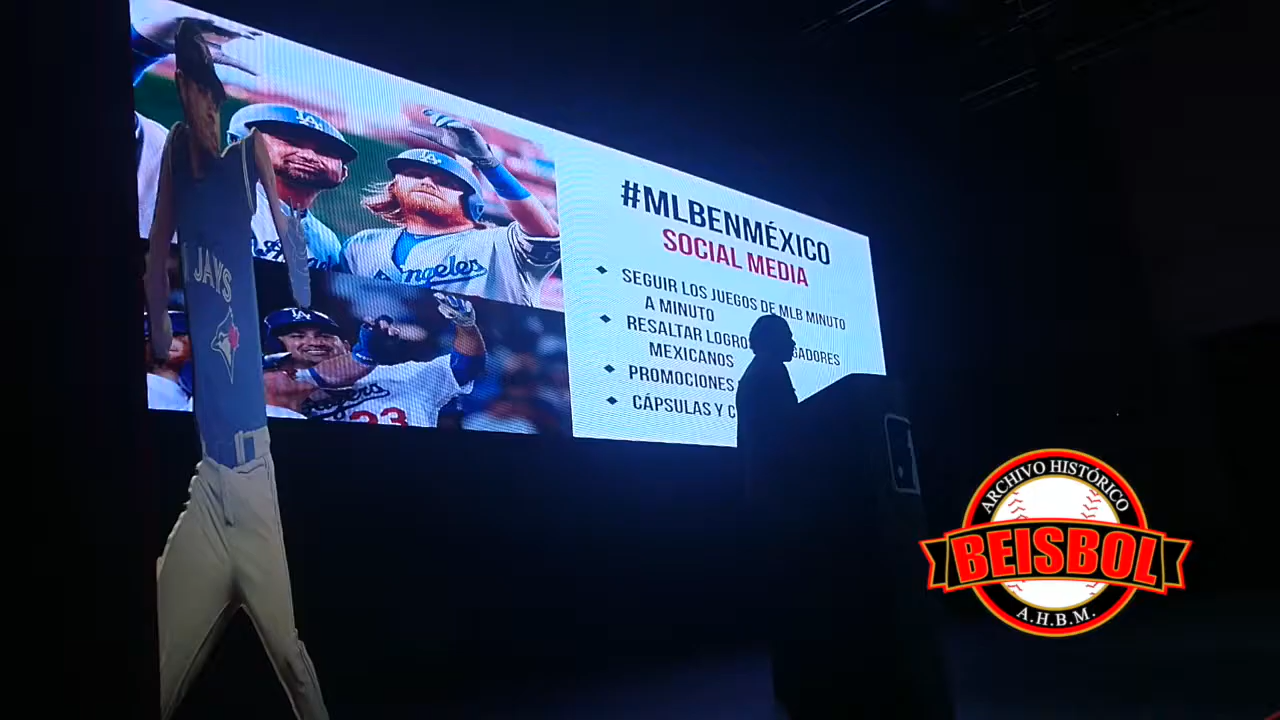 #MLBENMÉXICO
SOCIAL MEDIA
SEGUIR LOS JUEGOS DE MLB MINUTO
A MINUTO
RESALTAR
MEXICANOS
PROMOCIONES
CÁPSULAS Y
LA
LA
Angeles
LA
Dodgers
23
JAYS
ARCHIVO HISTÓRICO
BEISBOL
A.H.B.M.